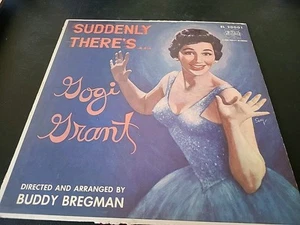 SUDDENLY
THERE'S...
Gogi
Grant
DIRECTED AND ARRANGED BY
BUDDY BREGMAN